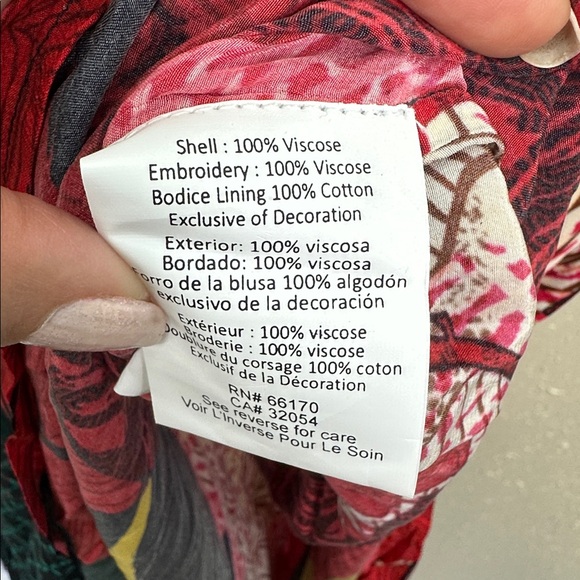 Shell : 100% Viscose
Embroidery : 100% Viscose
Bodice Lining 100% Cotton
Exclusive of Decoration
Exterior: 100% viscosa
Bordado: 100% viscosa
orro de la blusa 100% algodón
exclusivo de la decoración
Extérieur : 100% viscose
Broderie : 100% viscose
Doublure du corsage 100% coton
Exclusif de la Décoration
RN# 66170
CA# 32054
See reverse for care
Voir L'Inverse Pour Le Soin